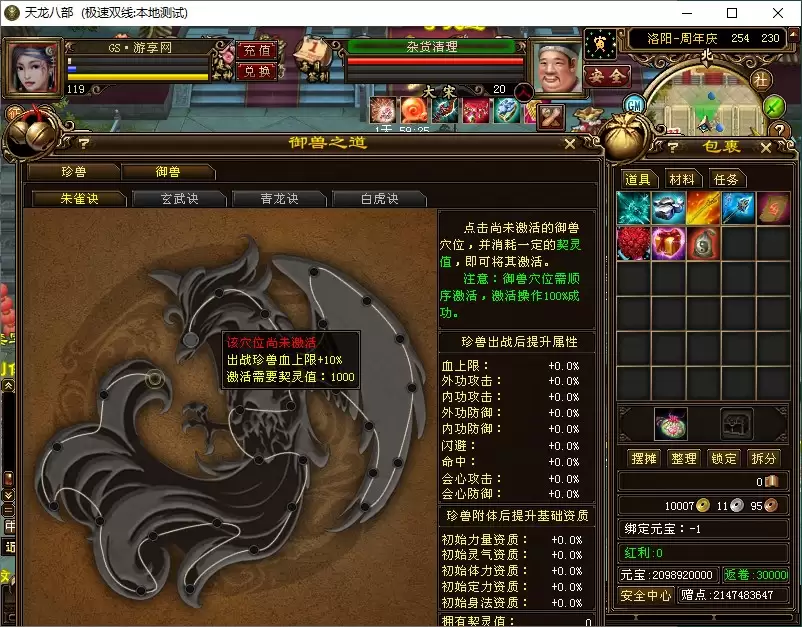 天龙八部 (极速双线:本地测试)
GS·游享网
充值
兑换
119
杂货清理
大宋
20
安全
洛阳-周年庆 254 230
北
社
GM
?
1天 59:25
? 御兽之道
珍兽 御兽
朱雀诀 玄武诀 青龙诀 白虎诀
该穴位尚未激活
出战珍兽血上限+10%
激活需要契灵值：1000
点击尚未激活的御兽
穴位，并消耗一定的契灵
值，即可将其激活。
注意：御兽穴位需顺
序激活，激活操作100%成
功。
珍兽出战后提升属性
血上限： +0.0%
外功攻击： +0.0%
内功攻击： +0.0%
外功防御： +0.0%
内功防御： +0.0%
闪避： +0.0%
命中： +0.0%
会心攻击： +0.0%
会心防御： +0.0%
珍兽附体后提升基础资质
初始力量资质： +0.0%
初始灵气资质： +0.0%
初始体力资质： +0.0%
初始定力资质： +0.0%
初始身法资质： +0.0%
拥有契灵值： 0
? 包裹
道具 材料 任务
摆摊 整理 锁定 拆分
0
10007 11 95
绑定元宝：-1
红利:0
元宝:2098920000 返卷:30000
安全中心 赠点:2147483647